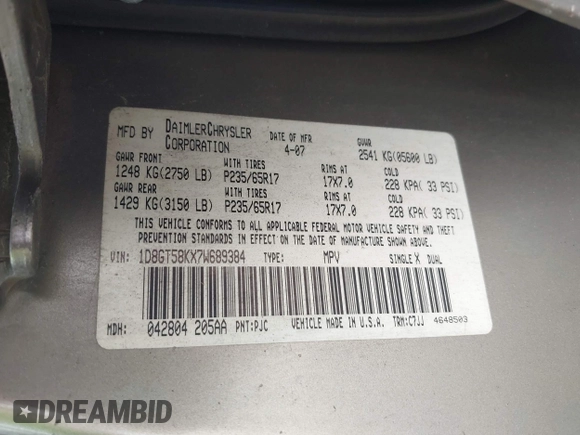 MFD BY DAIMLERCHRYSLER CORPORATION DATE OF MFR 4-07 GVWR 2541 KG(05600 LB)
GAWR FRONT WITH TIRES RIMS AT COLD
1248 KG(2750 LB) P235/65R17 17X7.0 228 KPA( 33 PSI)
GAWR REAR WITH TIRES RIMS AT COLD
1429 KG(3150 LB) P235/65R17 17X7.0 228 KPA( 33 PSI)
THIS VEHICLE CONFORMS TO ALL APPLICABLE FEDERAL MOTOR VEHICLE SAFETY AND THEFT
PREVENTION STANDARDS IN EFFECT ON THE DATE OF MANUFACTURE SHOWN ABOVE.
VIN: 1D8GT58KX7W689384 TYPE: MPV SINGLE X DUAL
MDH: 042804 205AA PNT:PJC VEHICLE MADE IN U.S.A. TRM:C7JJ 4648503
DREAMBID